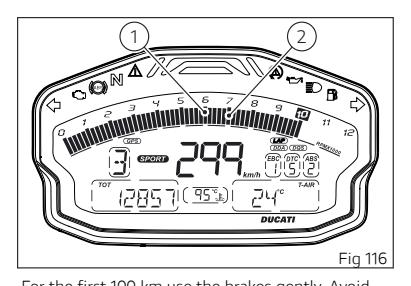 1 2
ABS N
0 1 2 3 4 5 6 7 8 9 10 11 12
RPMX1000
GPS LAP
DDA DQS
3 SPORT 299 km/h
EBC DTC ABS
1 5 2
TOT T-AIR
12857 95 °C 24 °C
DUCATI
Fig 116
For the first 100 km use the brakes gently. Avoid